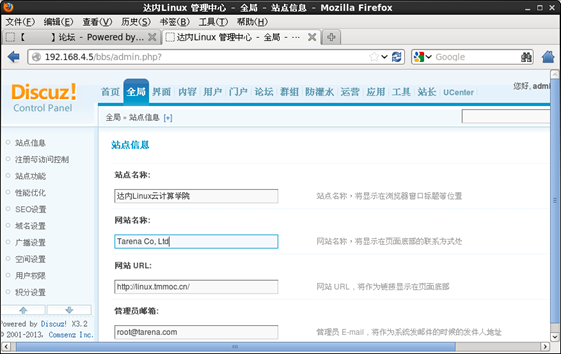 达内Linux 管理中心 - 全局 - 站点信息 - Mozilla Firefox
文件(F) 编辑(E) 查看(V) 历史(S) 书签(B) 工具(T) 帮助(H)
【 】论坛 - Powered by... 达内Linux 管理中心 - 全局 - ...
192.168.4.5/bbs/admin.php? Google
Discuz!
Control Panel
您好, admi
首页 全局 界面 内容 用户 门户 论坛 群组 防灌水 运营 应用 工具 站长 UCenter
全局 » 站点信息 [+]
站点信息
注册与访问控制
站点功能
性能优化
SEO设置
域名设置
广播设置
空间设置
用户权限
积分设置
Powered by Discuz! X3.2
© 2001-2013, Comsenz Inc.
站点信息
站点名称:
达内Linux云计算学院 站点名称，将显示在浏览器窗口标题等位置
网站名称:
Tarena Co, Ltd 网站名称，将显示在页面底部的联系方式处
网站 URL:
http://linux.tmmoc.cn/ 网站 URL，将作为链接显示在页面底部
管理员邮箱:
root@tarena.com 管理员 E-mail，将作为系统发邮件的时候的发件人地址